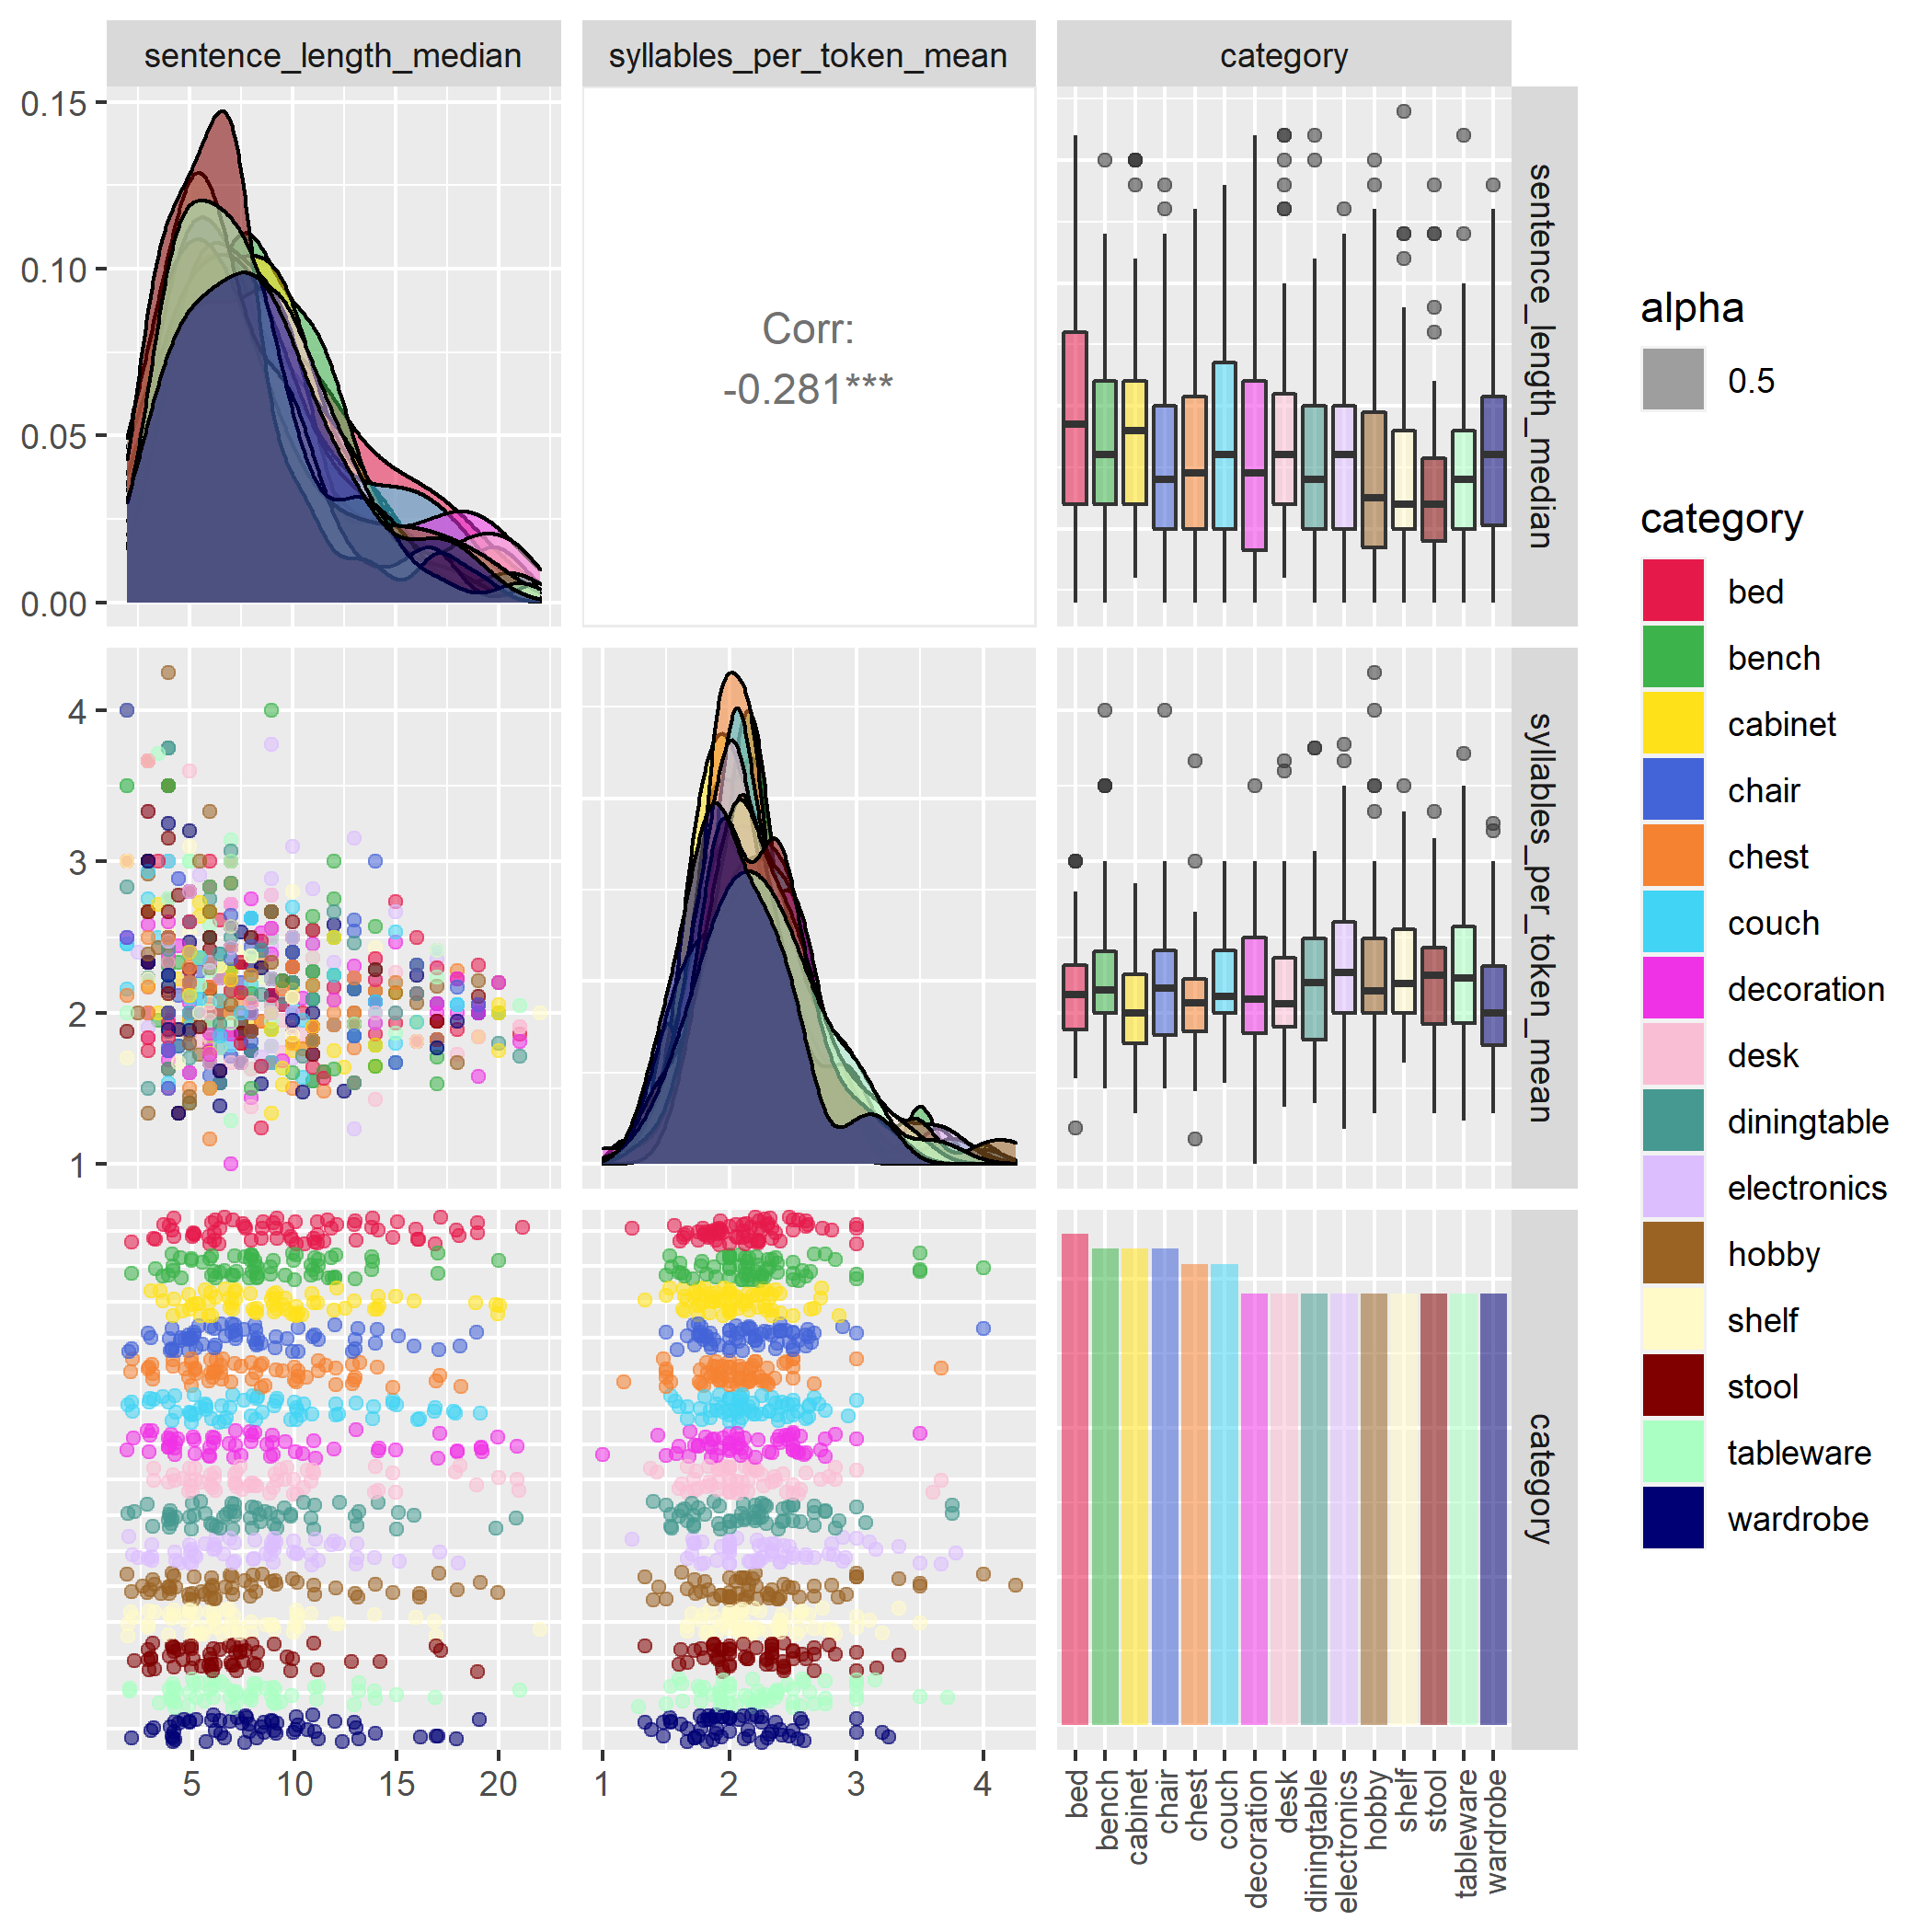 sentence_length_median
syllables_per_token_mean
category
0.15
0.10
0.05
0.00
Corr:
-0.281***
sentence_length_median
4
3
2
1
syllables_per_token_mean
category
5
10
15
20
1
2
3
4
bed
bench
cabinet
chair
chest
couch
decoration
desk
diningtable
electronics
hobby
shelf
stool
tableware
wardrobe
alpha
0.5
category
bed
bench
cabinet
chair
chest
couch
decoration
desk
diningtable
electronics
hobby
shelf
stool
tableware
wardrobe